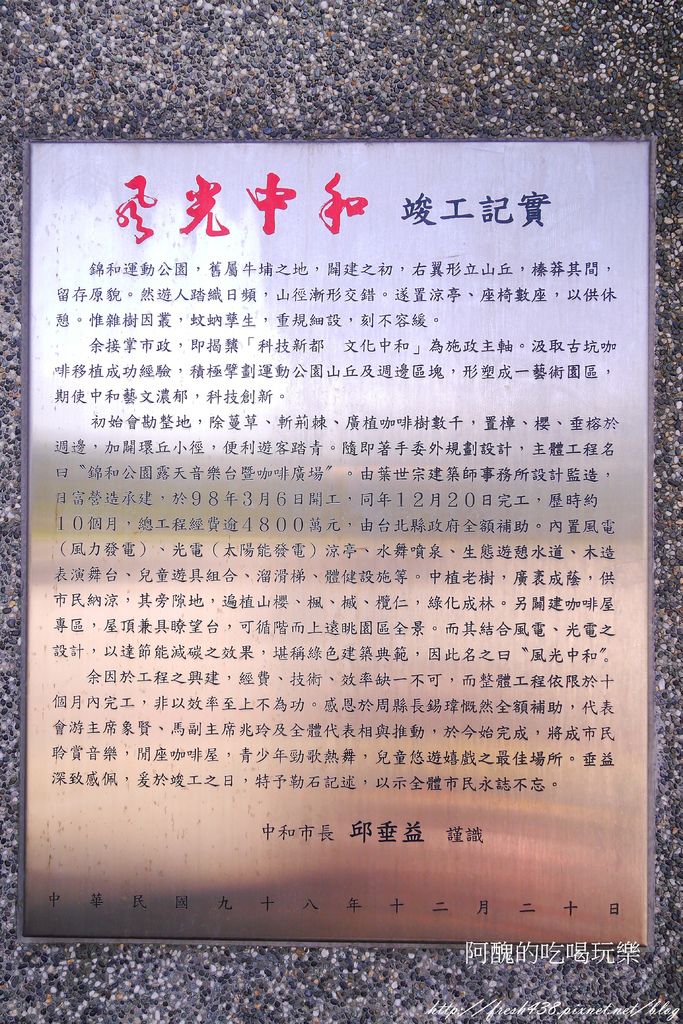 風光中和 竣工記實
錦和運動公園，舊屬牛埔之地，闢建之初，右翼形立山丘，榛莽其間，
留存原貌。然遊人踏織日頻，山徑漸形交錯。遂置涼亭、座椅數座，以供休
憩。惟雜樹因叢，蚊蚋孳生，重規細設，刻不容緩。
余接掌市政，即揭櫫「科技新都　文化中和」為施政主軸。汲取古坑咖
啡移植成功經驗，積極擘劃運動公園山丘及週邊區塊，形塑成一藝術園區，
期使中和藝文濃郁，科技創新。
初始會勘整地，除蔓草、斬荊棘、廣植咖啡樹數千，置樟、櫻、垂榕於
週邊，加闢環丘小徑，便利遊客踏青。隨即著手委外規劃設計，主體工程名
曰〝錦和公園露天音樂台暨咖啡廣場〞。由葉世宗建築師事務所設計監造，
日富營造承建，於98年3月6日開工，同年12月20日完工，歷時約
10個月，總工程經費逾4800萬元，由台北縣政府全額補助。內置風電
（風力發電）、光電（太陽能發電）涼亭、水舞噴泉、生態遊憩水道、木造
表演舞台、兒童遊具組合、溜滑梯、體健設施等。中植老樹，廣袤成蔭，供
市民納涼，其旁隙地，遍植山櫻、楓、槭、欖仁，綠化成林。另闢建咖啡屋
專區，屋頂兼具瞭望台，可循階而上遠眺園區全景。而其結合風電、光電之
設計，以達節能減碳之效果，堪稱綠色建築典範，因此名之曰〝風光中和〞。
余因於工程之興建，經費、技術、效率缺一不可，而整體工程依限於十
個月內完工，非以效率至上不為功。感恩於周縣長錫瑋慨然全額補助，代表
會游主席象賢、馬副主席兆玲及全體代表相與推動，於今始完成，將成市民
聆賞音樂，閒座咖啡屋，青少年勁歌熱舞，兒童悠遊嬉戲之最佳場所。垂益
深致感佩，爰於竣工之日，特予勒石記述，以示全體市民永誌不忘。
中和市長 邱垂益 謹識
中華民國九十八年十二月二十日
阿醜的吃喝玩樂
http://fresh438.pixnet.net/blog